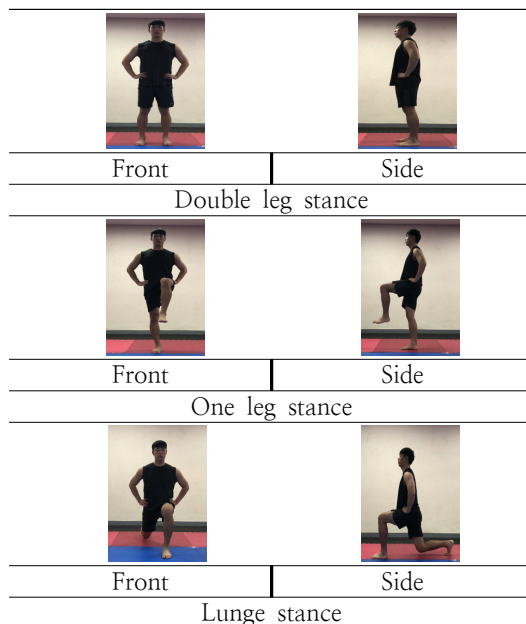 Front Side
Double leg stance
Front Side
One leg stance
Front Side
Lunge stance